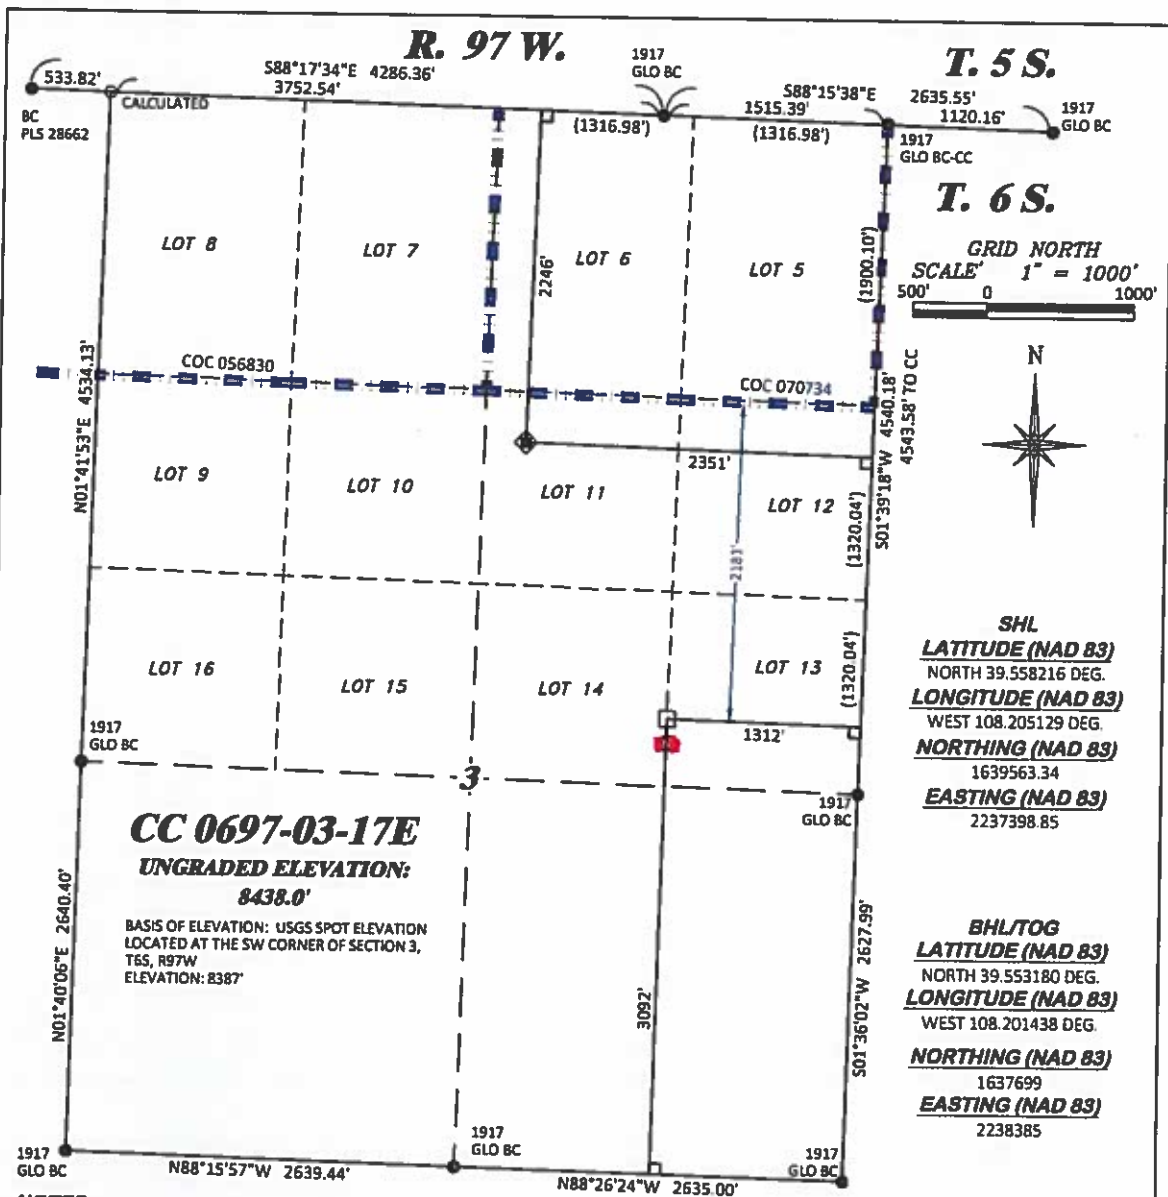 R. 97 W.
T. 5 S.
1917
GLO BC
533.82'
S88°17'34"E 4286.36'
3752.54'
S88°15'38"E 2635.55'
1515.39'
1120.16'
1917
GLO BC
BC
PLS 28662
CALCULATED
(1316.98')
(1316.98')
1917
GLO BC-CC
T. 6 S.
LOT 8
LOT 7
LOT 6
LOT 5
2246'
(1900.10')
GRID NORTH
SCALE' 1" = 1000'
500' 0 1000'
N
COC 056830
COC 070734
N01°41'53"E 4534.13'
S01°39'18"W 4540.18'
4543.58' TO CC
2351'
LOT 9
LOT 10
LOT 11
LOT 12
(1320.04')
2181'
LOT 16
LOT 15
LOT 14
LOT 13
(1320.04')
1312'
1917
GLO BC
3
1917
GLO BC
SHL
LATITUDE (NAD 83)
NORTH 39.558216 DEG.
LONGITUDE (NAD 83)
WEST 108.205129 DEG.
NORTHING (NAD 83)
1639563.34
EASTING (NAD 83)
2237398.85
CC 0697-03-17E
UNGRADED ELEVATION:
8438.0'
BASIS OF ELEVATION: USGS SPOT ELEVATION
LOCATED AT THE SW CORNER OF SECTION 3,
T6S, R97W
ELEVATION: 8387'
N01°40'06"E 2640.40'
3092'
S01°36'02"W 2627.99'
BHL/TOG
LATITUDE (NAD 83)
NORTH 39.553180 DEG.
LONGITUDE (NAD 83)
WEST 108.201438 DEG.
NORTHING (NAD 83)
1637699
EASTING (NAD 83)
2238385
1917
GLO BC
N88°15'57"W 2639.44'
1917
GLO BC
N88°26'24"W 2635.00'
1917
GLO BC